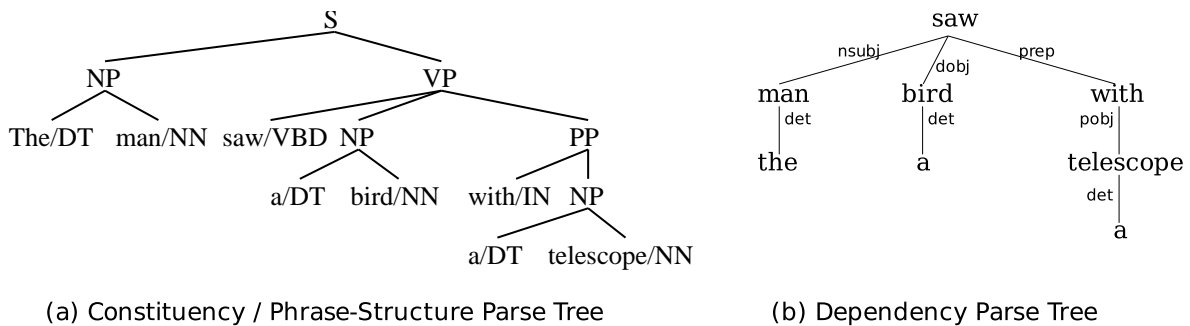 S
NP VP
The/DT man/NN saw/VBD NP PP
a/DT bird/NN with/IN NP
a/DT telescope/NN
(a) Constituency / Phrase-Structure Parse Tree
saw
nsubj dobj prep
man bird with
det det pobj
the a telescope
det
a
(b) Dependency Parse Tree